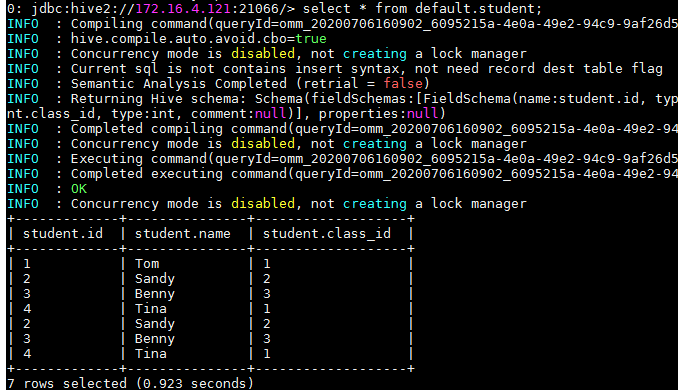 0: jdbc:hive2://172.16.4.121:21066/> select * from default.student;
INFO  : Compiling command(queryId=omm_20200706160902_6095215a-4e0a-49e2-94c9-9af26d5
INFO  : hive.compile.auto.avoid.cbo=true
INFO  : Concurrency mode is disabled, not creating a lock manager
INFO  : Current sql is not contains insert syntax, not need record dest table flag
INFO  : Semantic Analysis Completed (retrial = false)
INFO  : Returning Hive schema: Schema(fieldSchemas:[FieldSchema(name:student.id, typ
nt.class_id, type:int, comment:null)], properties:null)
INFO  : Completed compiling command(queryId=omm_20200706160902_6095215a-4e0a-49e2-94
INFO  : Concurrency mode is disabled, not creating a lock manager
INFO  : Executing command(queryId=omm_20200706160902_6095215a-4e0a-49e2-94c9-9af26d5
INFO  : Completed executing command(queryId=omm_20200706160902_6095215a-4e0a-49e2-94
INFO  : OK
INFO  : Concurrency mode is disabled, not creating a lock manager
+-------------+---------------+-------------------+
| student.id  | student.name  | student.class_id  |
+-------------+---------------+-------------------+
| 1           | Tom           | 1                 |
| 2           | Sandy         | 2                 |
| 3           | Benny         | 3                 |
| 4           | Tina          | 1                 |
| 2           | Sandy         | 2                 |
| 3           | Benny         | 3                 |
| 4           | Tina          | 1                 |
+-------------+---------------+-------------------+
7 rows selected (0.923 seconds)